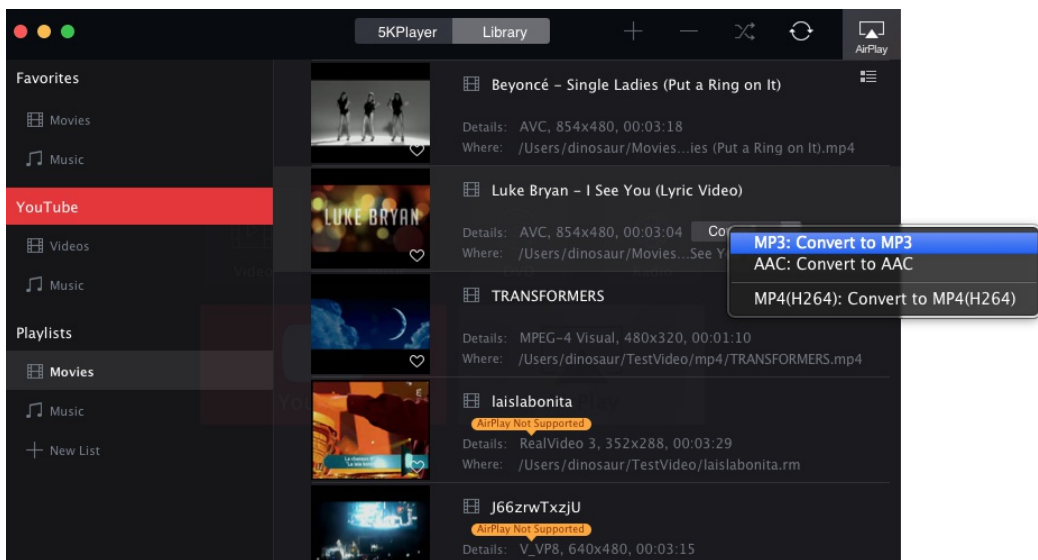 5KPlayer Library
AirPlay
Favorites
Movies
Music
YouTube
Videos
Music
Playlists
Movies
Music
New List
Beyoncé – Single Ladies (Put a Ring on It)
Details: AVC, 854x480, 00:03:18
Where: /Users/dinosaur/Movies...ies (Put a Ring on It).mp4
LUKE BRYAN
Luke Bryan – I See You (Lyric Video)
Details: AVC, 854x480, 00:03:04
Where: /Users/dinosaur/Movies...See
MP3: Convert to MP3
AAC: Convert to AAC
MP4(H264): Convert to MP4(H264)
TRANSFORMERS
Details: MPEG-4 Visual, 480x320, 00:01:10
Where: /Users/dinosaur/TestVideo/mp4/TRANSFORMERS.mp4
laislabonita
AirPlay Not Supported
Details: RealVideo 3, 352x288, 00:03:29
Where: /Users/dinosaur/TestVideo/laislabonita.rm
J66zrwTxzjU
AirPlay Not Supported
Details: V_VP8, 640x480, 00:03:15